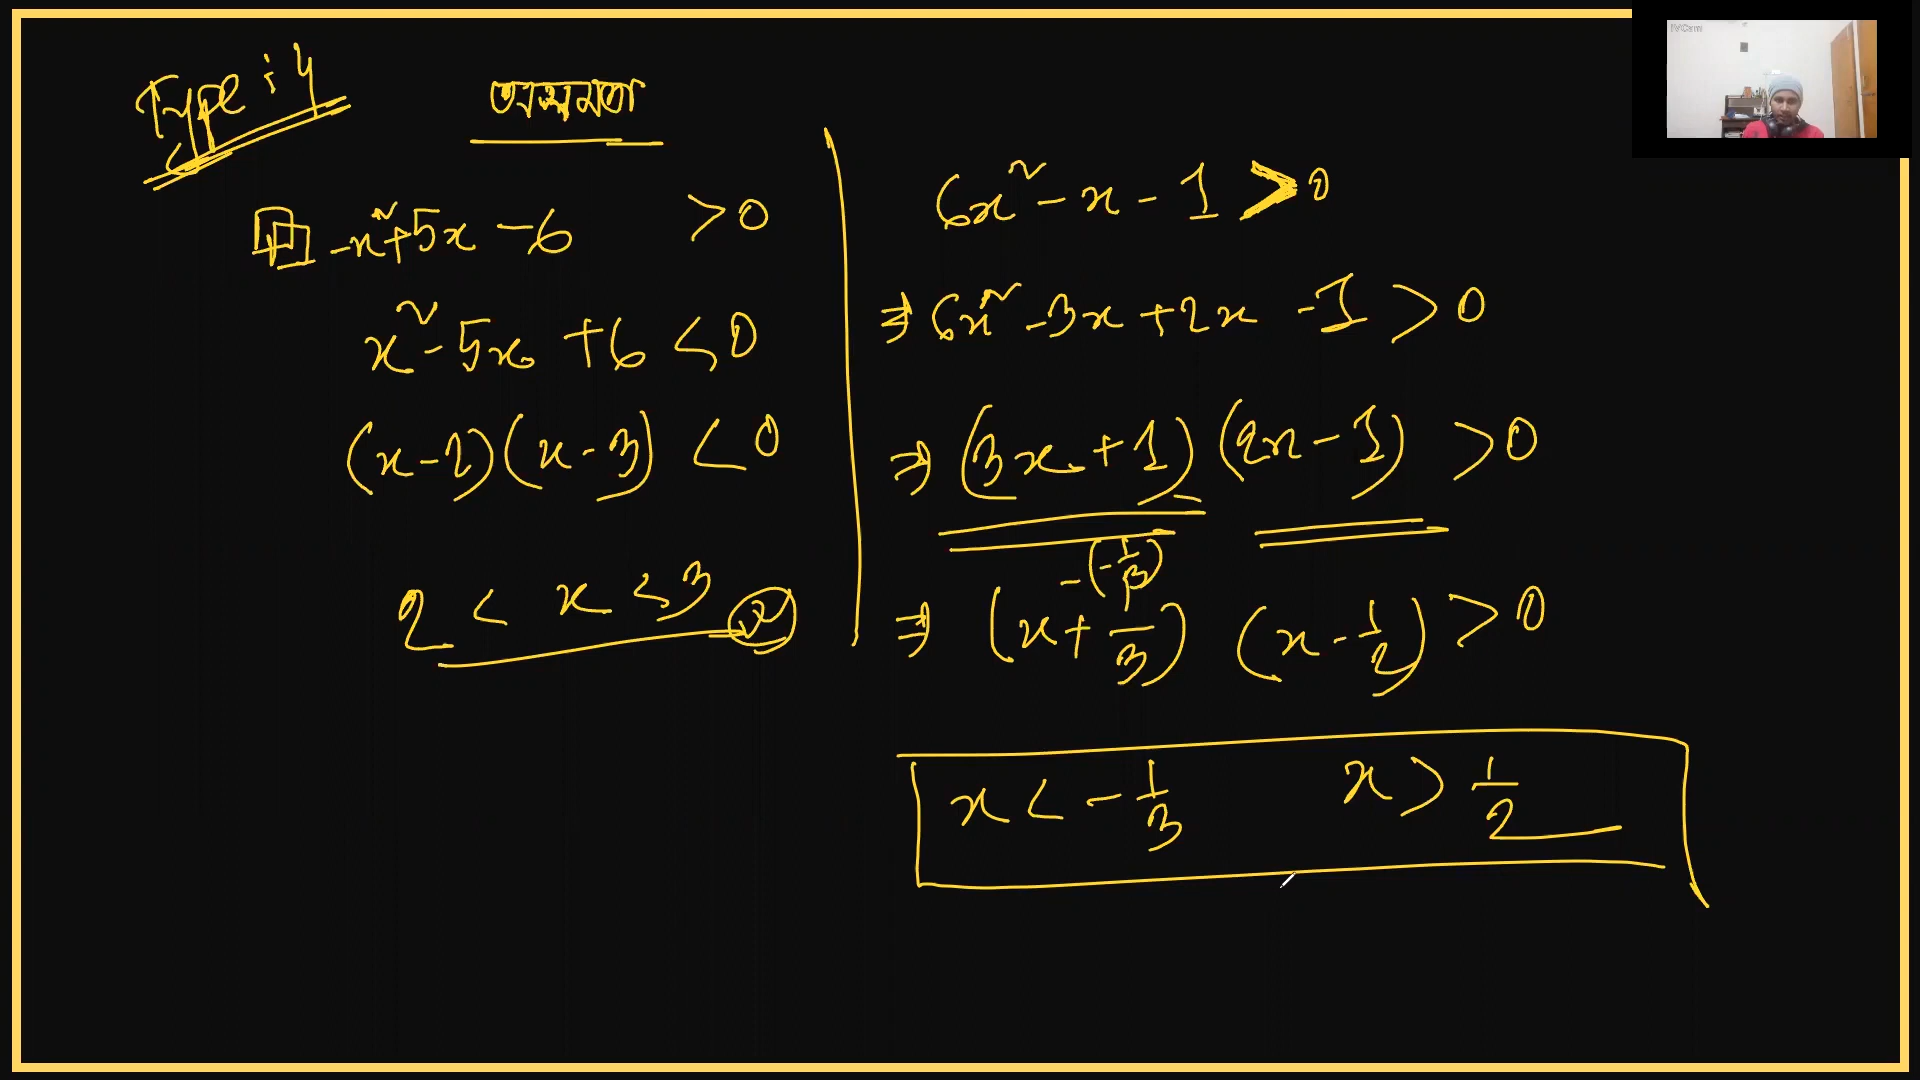 Type : 4
অসমতা
-x²+5x-6 > 0
x²-5x+6 < 0
(x-2)(x-3) < 0
2 < x < 3
6x²-x-1 > 0
⇒ 6x²-3x+2x-1 > 0
⇒ (3x+1)(2x-1) > 0
-(-1/3)
⇒ (x+1/3) (x-1/2) > 0
x < -1/3 x > 1/2